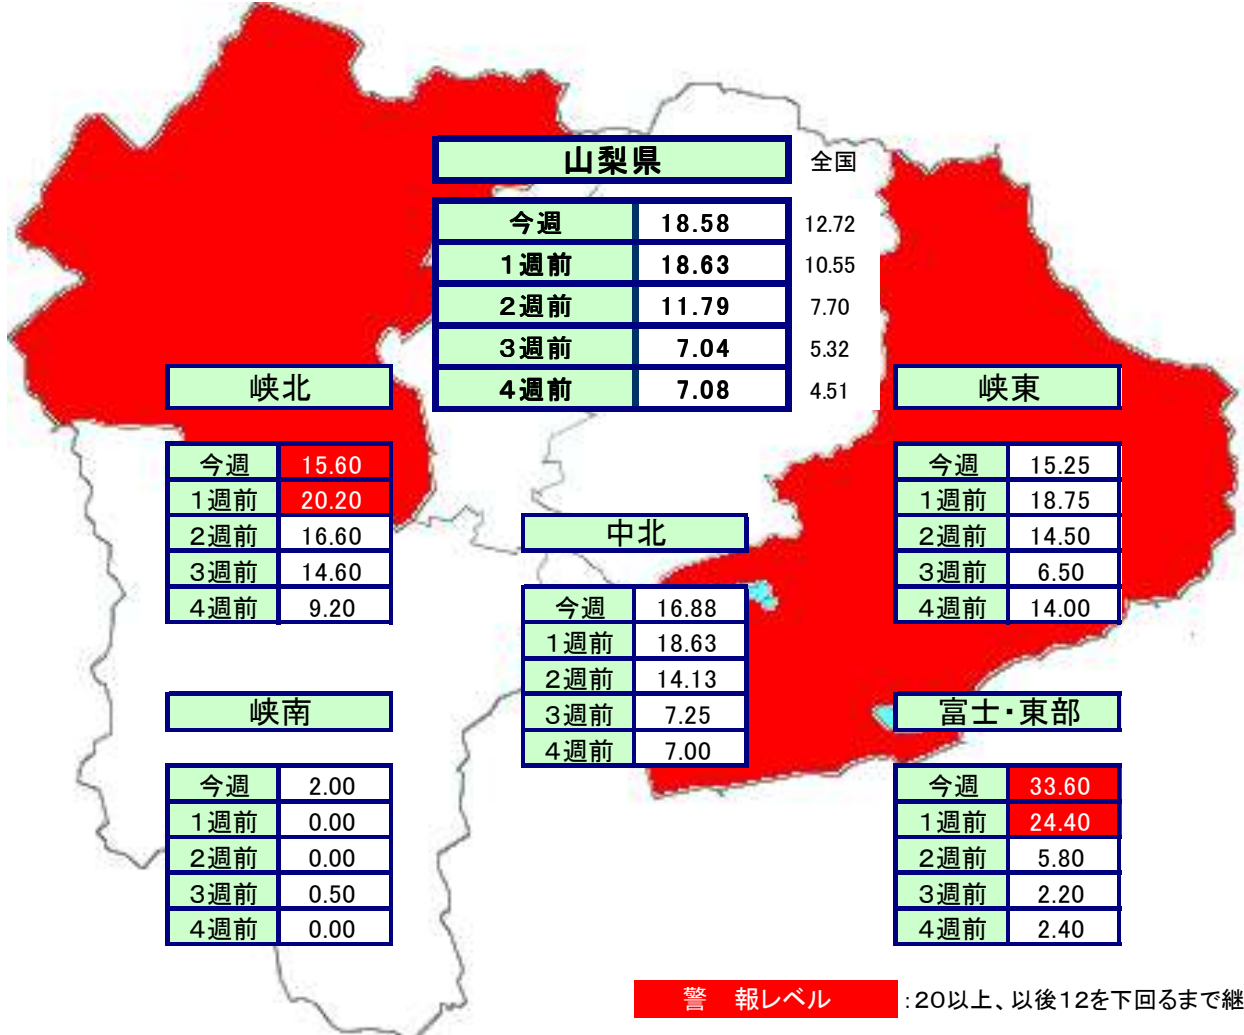 山梨県 全国
今週 18.58 12.72
1週前 18.63 10.55
2週前 11.79 7.70
3週前 7.04 5.32
4週前 7.08 4.51
峡北
今週 15.60
1週前 20.20
2週前 16.60
3週前 14.60
4週前 9.20
峡東
今週 15.25
1週前 18.75
2週前 14.50
3週前 6.50
4週前 14.00
中北
今週 16.88
1週前 18.63
2週前 14.13
3週前 7.25
4週前 7.00
峡南
今週 2.00
1週前 0.00
2週前 0.00
3週前 0.50
4週前 0.00
富士・東部
今週 33.60
1週前 24.40
2週前 5.80
3週前 2.20
4週前 2.40
警 報レベル :20以上、以後12を下回るまで継